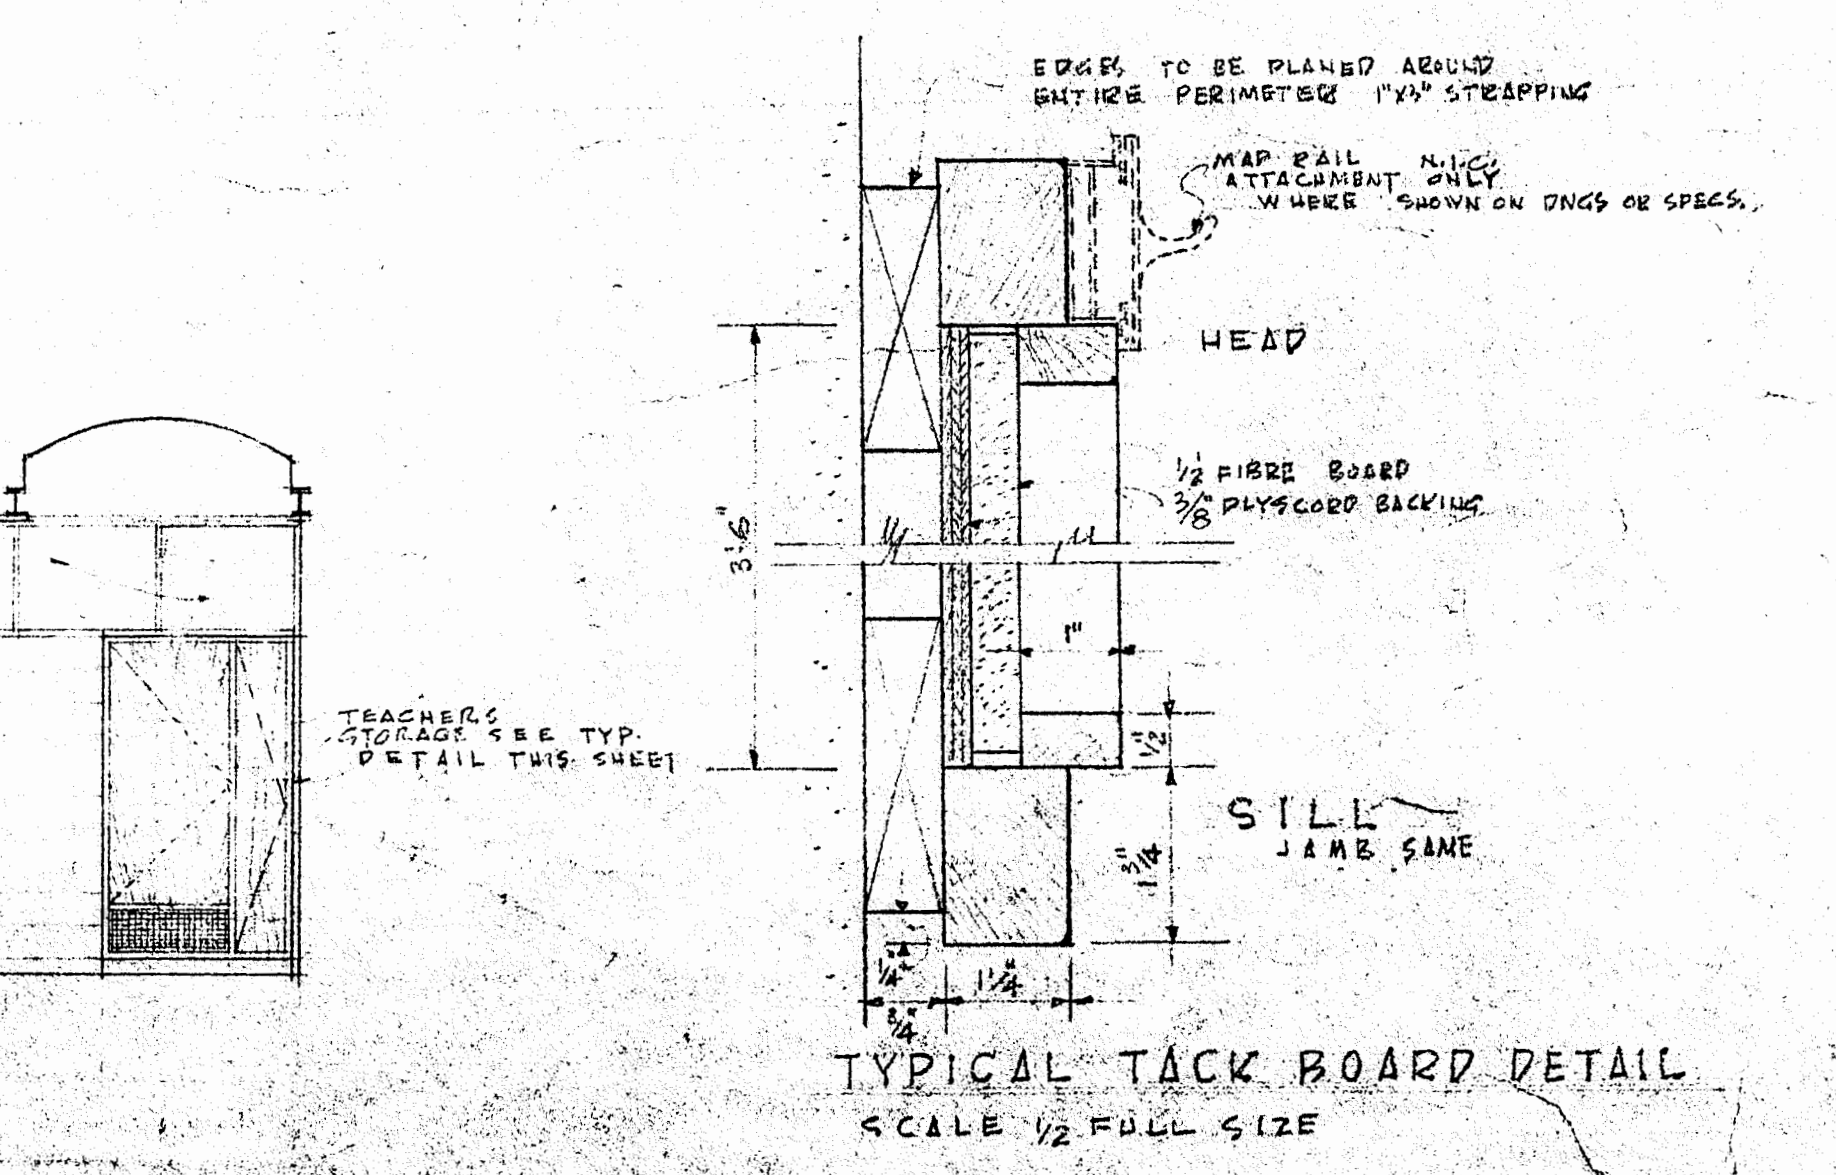 EDGES TO BE PLANED AROUND
ENTIRE PERIMETER 1"X3" STRAPPING
MAP RAIL N.I.C.
ATTACHMENT ONLY
WHERE SHOWN ON DWGS OR SPECS.
HEAD
1/2" FIBRE BOARD
3/8" PLYSCORD BACKING
3'-6"
1"
1/2"
TEACHERS
STORAGE SEE TYP.
DETAIL THIS SHEET
SILL
JAMB SAME
1 3/4"
1/4"±
1 1/4"
3/4"
TYPICAL TACK BOARD DETAIL
SCALE 1/2 FULL SIZE